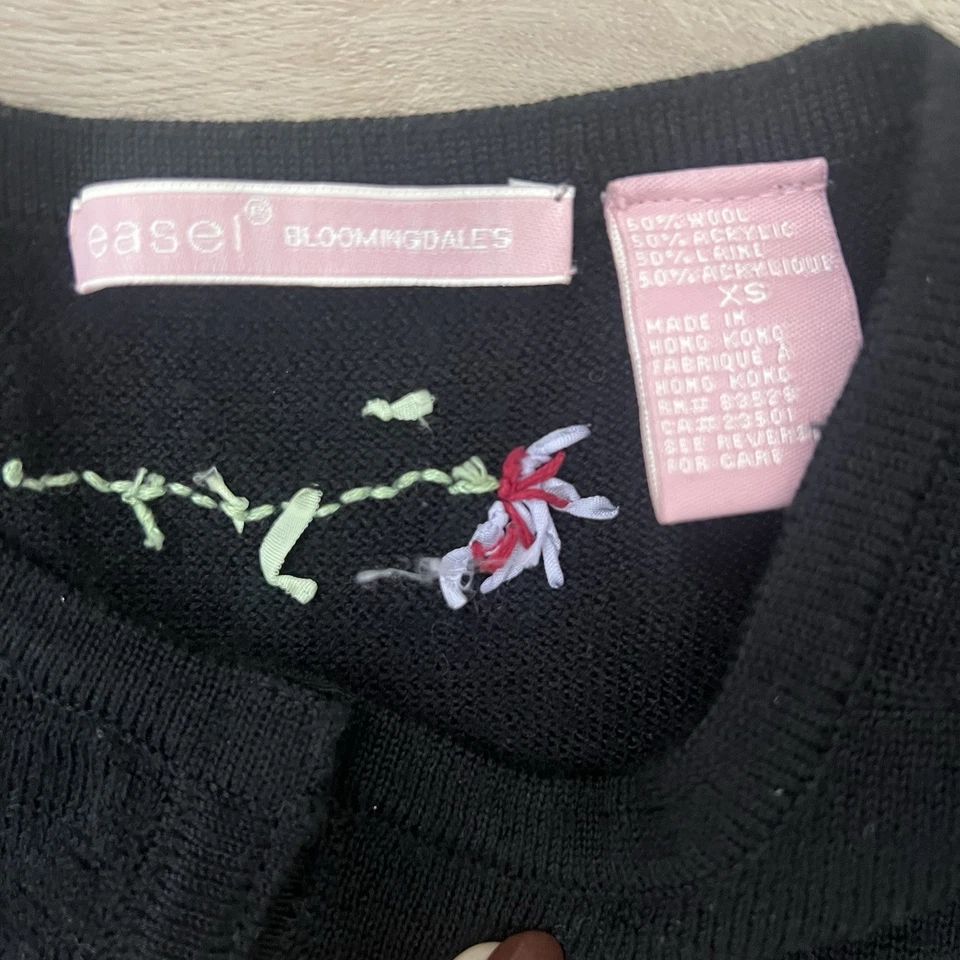 easel® BLOOMINGDALE'S
50% WOOL
50% ACRYLIC
50% LAINE
50% ACRYLIQUE
XS
MADE IN
HONG KONG
FABRIQUÉ À
HONG KONG
RN# 83528
CA# 23501
SEE REVERSE
FOR CARE